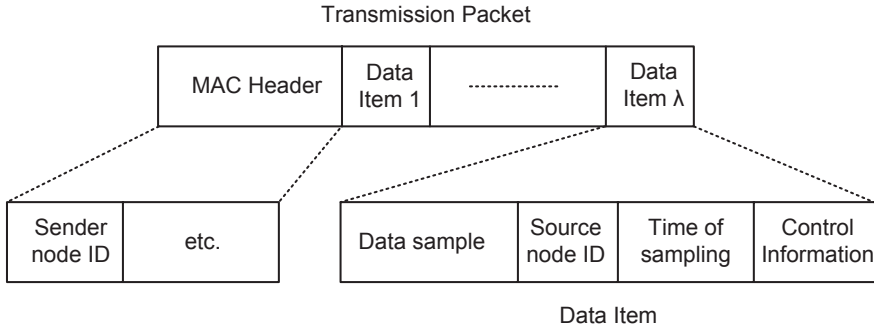 Transmission Packet
MAC Header
Data
Item 1
Data
Item λ
Sender
node ID
etc.
Data sample
Source
node ID
Time of
sampling
Control
Information
Data Item